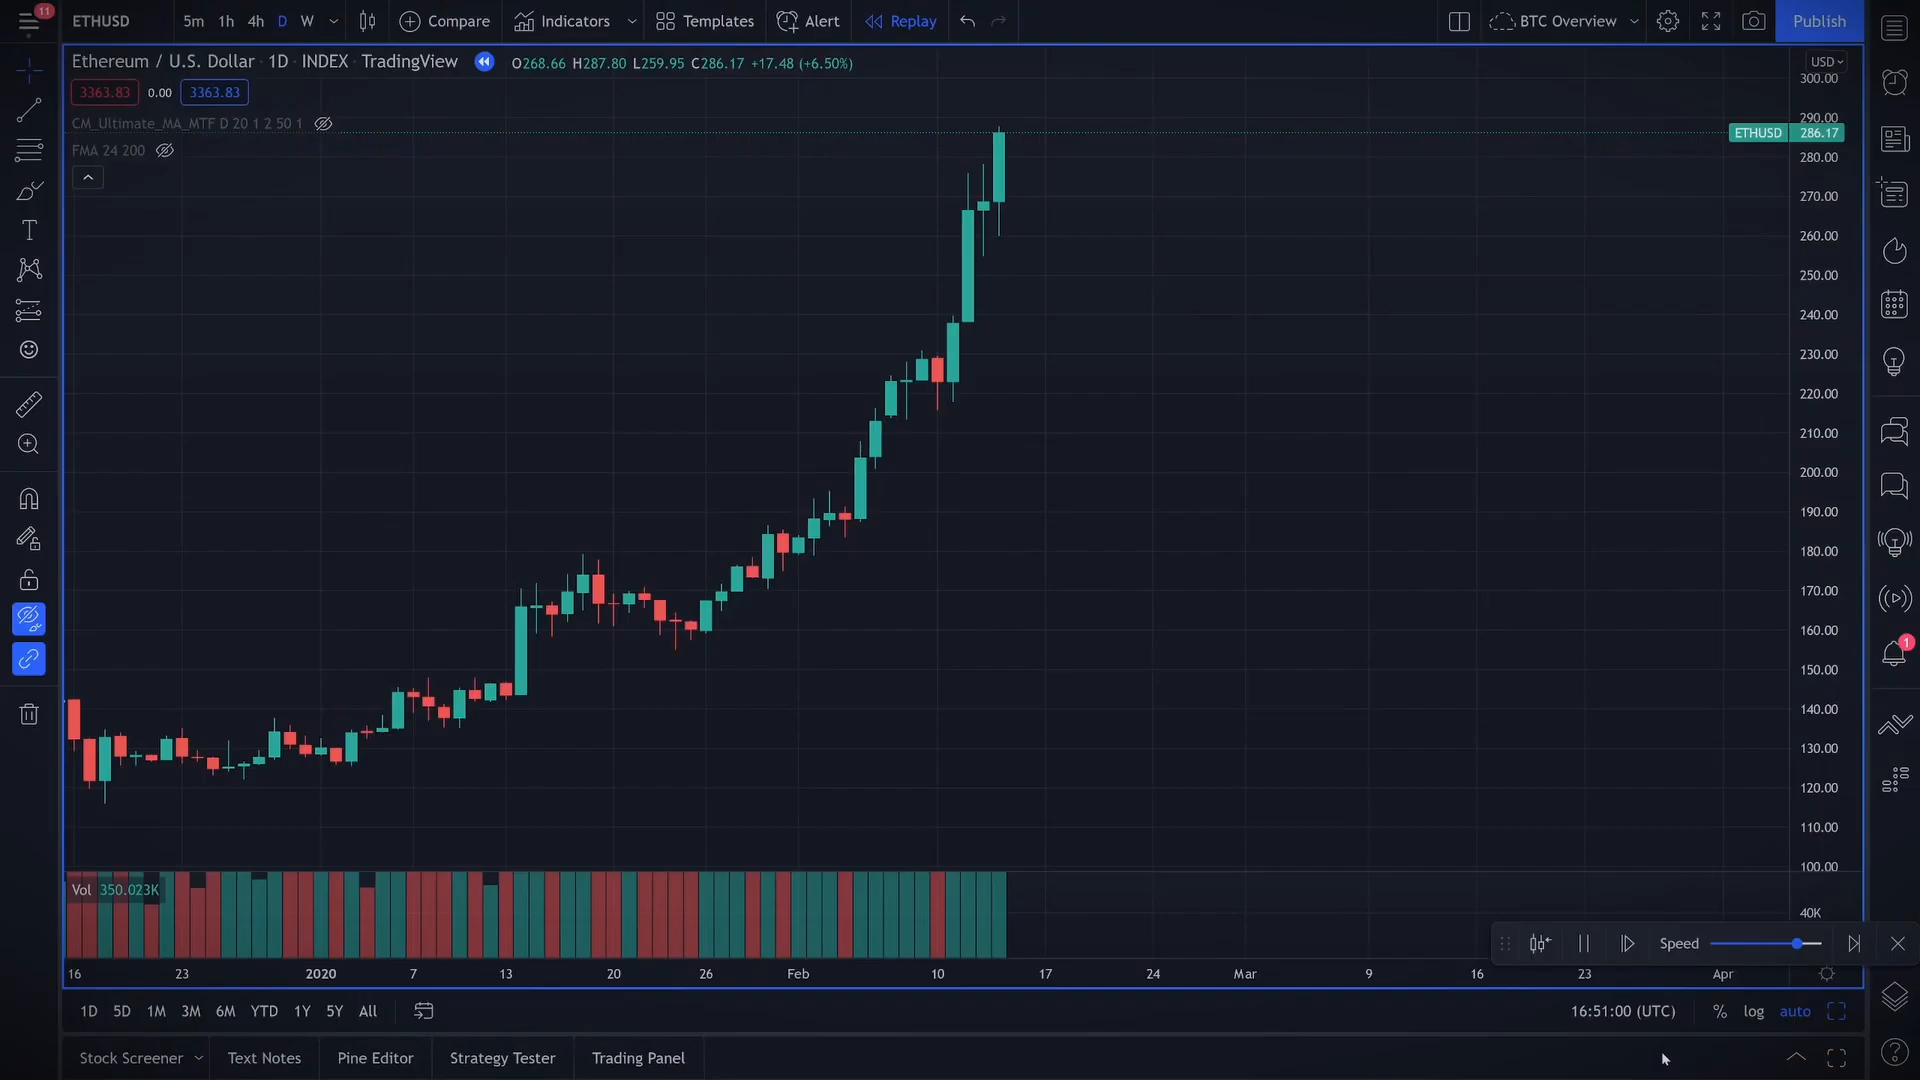 11
ETHUSD
5m 1h 4h D W
Compare
Indicators
Templates
Alert
Replay
BTC Overview
Publish
Ethereum / U.S. Dollar · 1D · INDEX · TradingView
O268.66 H287.80 L259.95 C286.17 +17.48 (+6.50%)
USD
3363.83 0.00 3363.83
CM_Ultimate_MA_MTF D 20 1 2 50 1
FMA 24 200
300.00
290.00
ETHUSD 286.17
280.00
270.00
260.00
250.00
240.00
230.00
220.00
210.00
200.00
190.00
180.00
170.00
160.00
150.00
140.00
130.00
120.00
110.00
100.00
1
Vol 350.023K
40K
Speed
16 23 2020 7 13 20 26 Feb 10 17 24 Mar 9 16 23 Apr
1D 5D 1M 3M 6M YTD 1Y 5Y All
16:51:00 (UTC) % log auto
Stock Screener
Text Notes
Pine Editor
Strategy Tester
Trading Panel